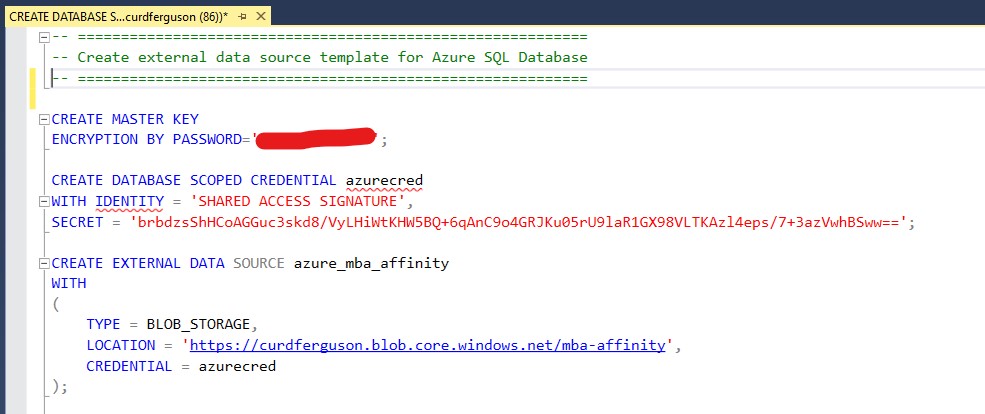 CREATE DATABASE S...curdferguson (86))*
-- ===========================================================
-- Create external data source template for Azure SQL Database
-- ===========================================================
CREATE MASTER KEY
ENCRYPTION BY PASSWORD=' ';
CREATE DATABASE SCOPED CREDENTIAL azurecred
WITH IDENTITY = 'SHARED ACCESS SIGNATURE',
SECRET = 'brbdzsShHCoAGGuc3skd8/VyLHiWtKHW5BQ+6qAnC9o4GRJKu05rU9laR1GX98VLTKAzl4eps/7+3azVwhBSww==';
CREATE EXTERNAL DATA SOURCE azure_mba_affinity
WITH
(
TYPE = BLOB_STORAGE,
LOCATION = 'https://curdferguson.blob.core.windows.net/mba-affinity',
CREDENTIAL = azurecred
);